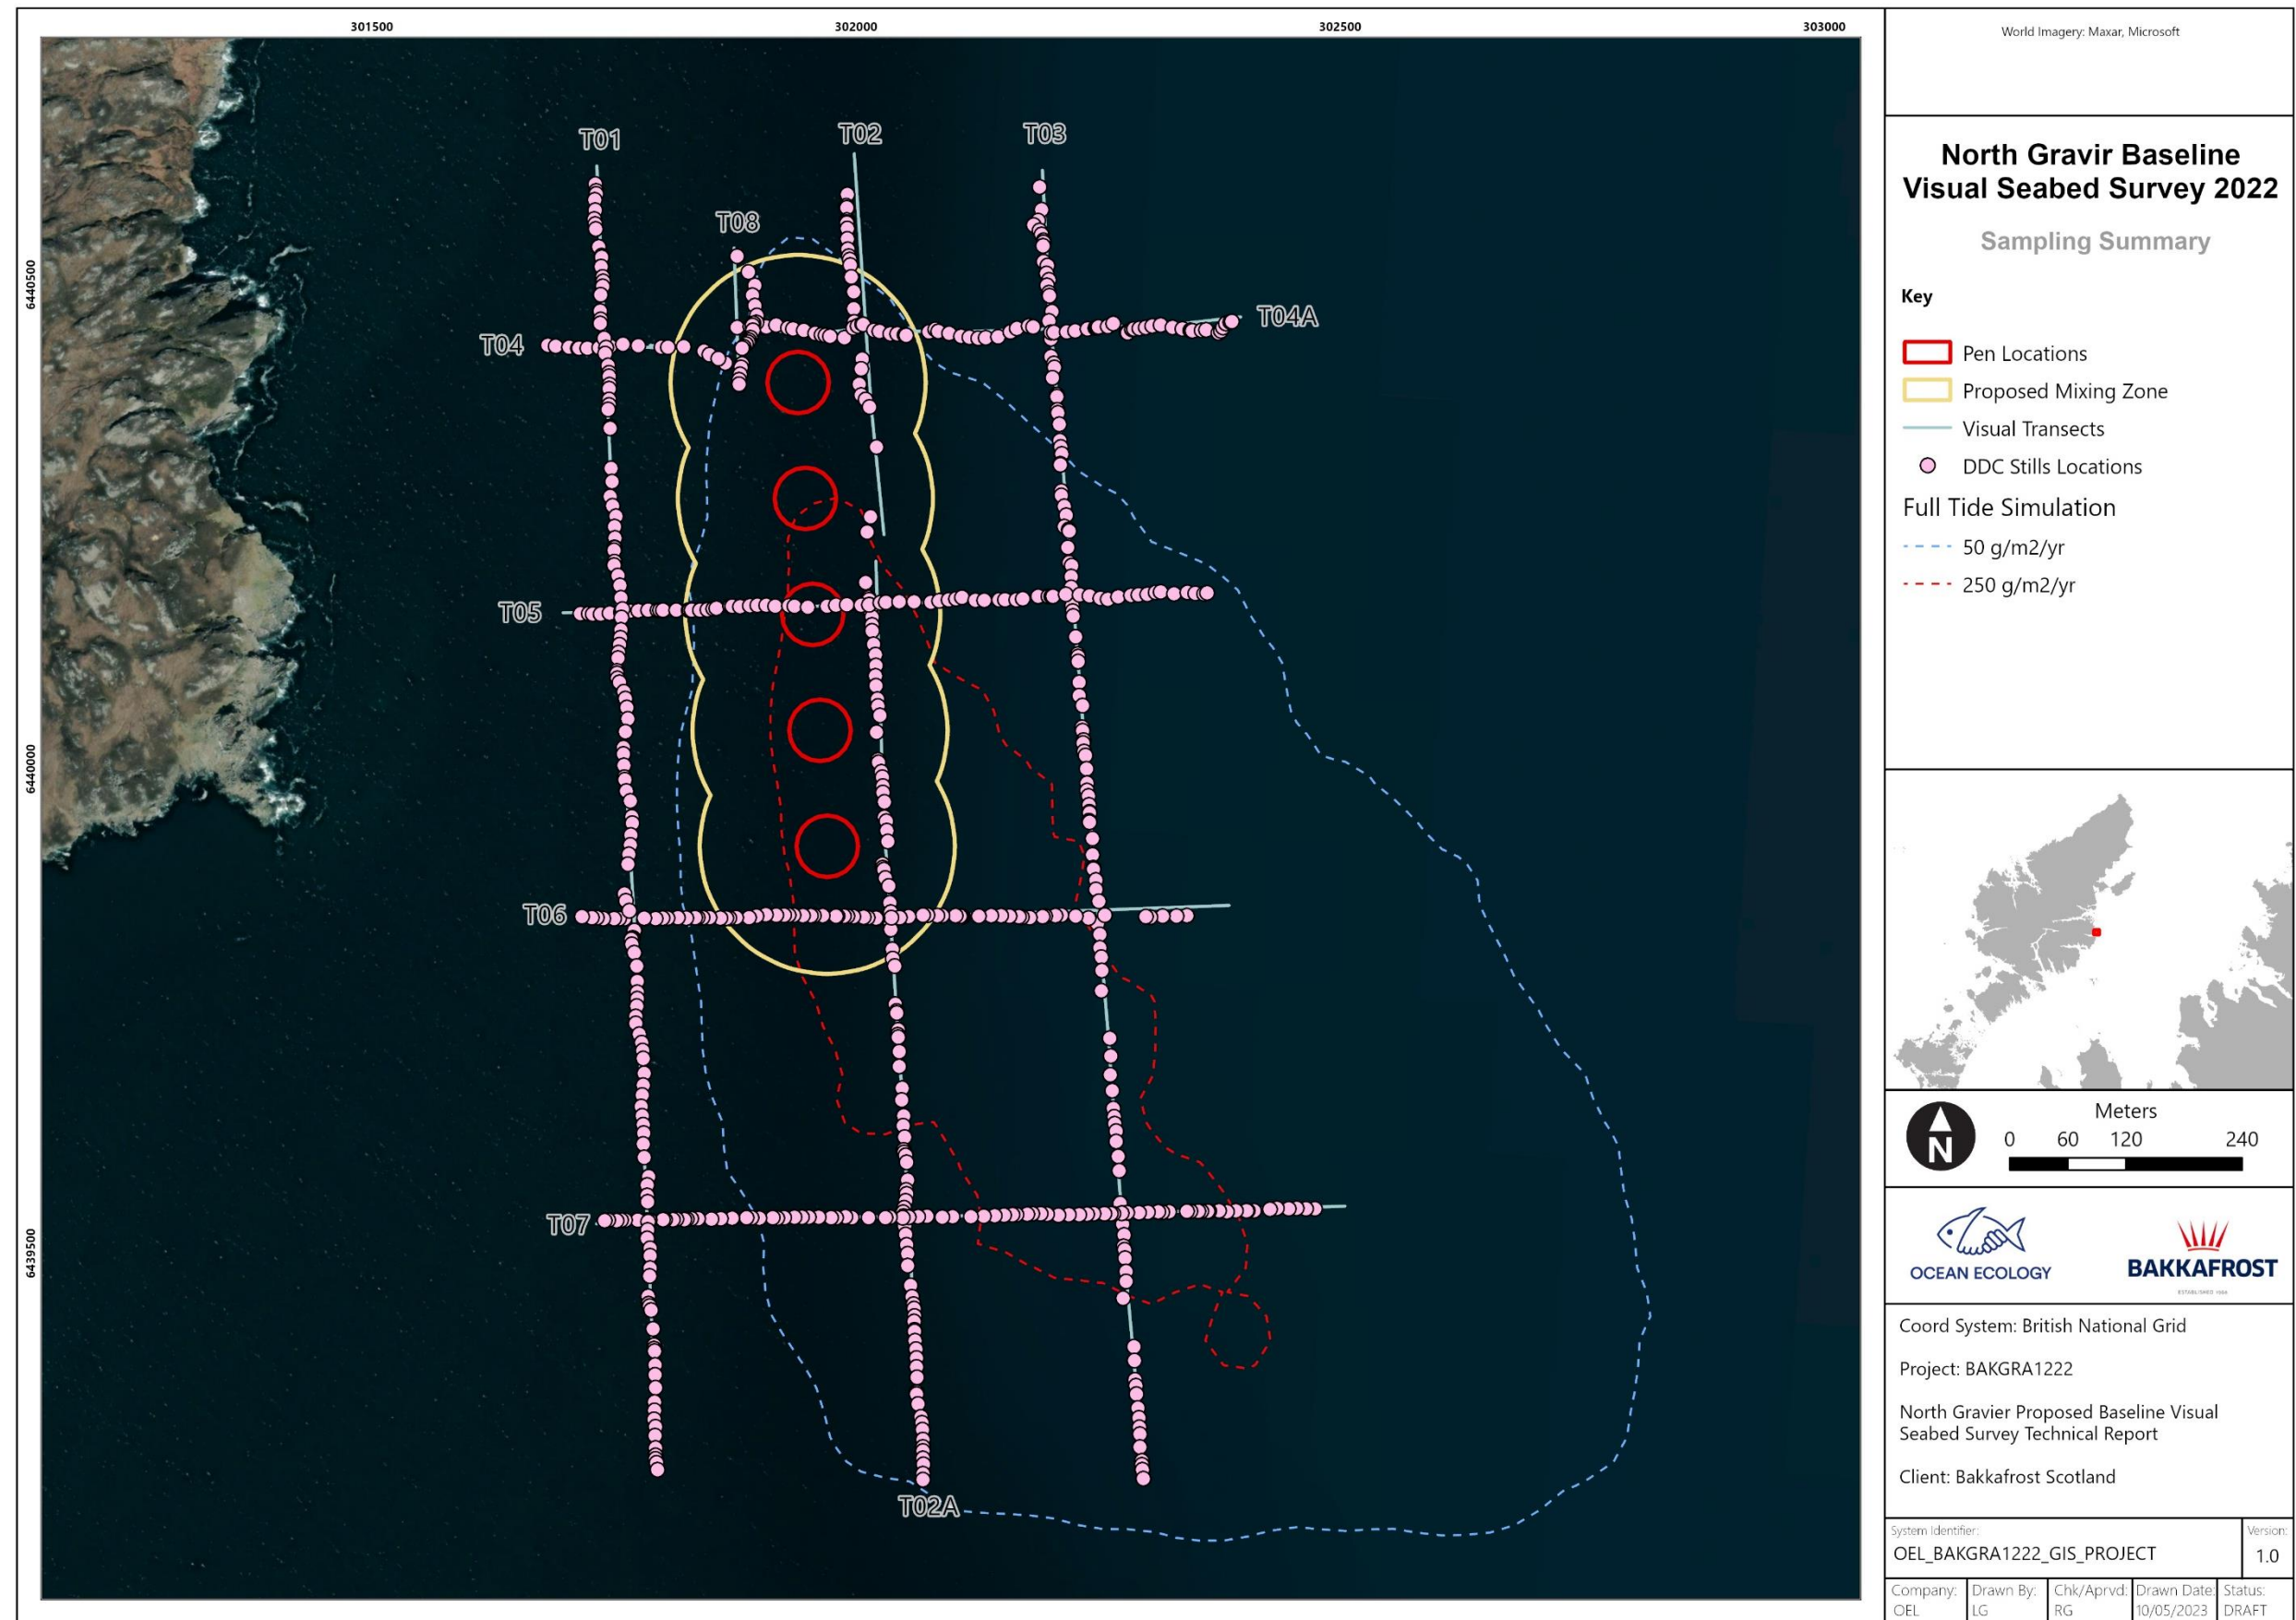 301500
302000
302500
303000
6440500
6440000
6439500
T01
T02
T03
T08
T04
T04A
T05
T06
T07
T02A
World Imagery: Maxar, Microsoft
North Gravir Baseline
Visual Seabed Survey 2022
Sampling Summary
Key
Pen Locations
Proposed Mixing Zone
Visual Transects
DDC Stills Locations
Full Tide Simulation
50 g/m2/yr
250 g/m2/yr
N
Meters
0 60 120 240
OCEAN ECOLOGY
BAKKAFROST
Coord System: British National Grid
Project: BAKGRA1222
North Gravier Proposed Baseline Visual
Seabed Survey Technical Report
Client: Bakkafrost Scotland
System Identifier:
OEL_BAKGRA1222_GIS_PROJECT
Version:
1.0
Company:
OEL
Drawn By:
LG
Chk/Aprvd:
RG
Drawn Date:
10/05/2023
Status:
DRAFT